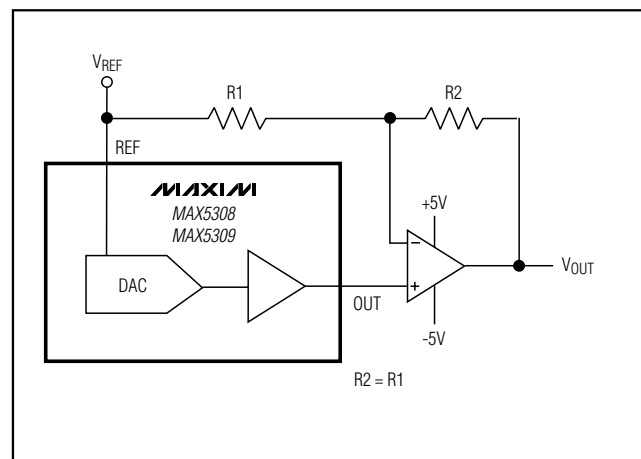 VREF
R1
R2
REF
MAXIM
MAX5308
MAX5309
+5V
DAC
−
+
VOUT
OUT
-5V
R2 = R1